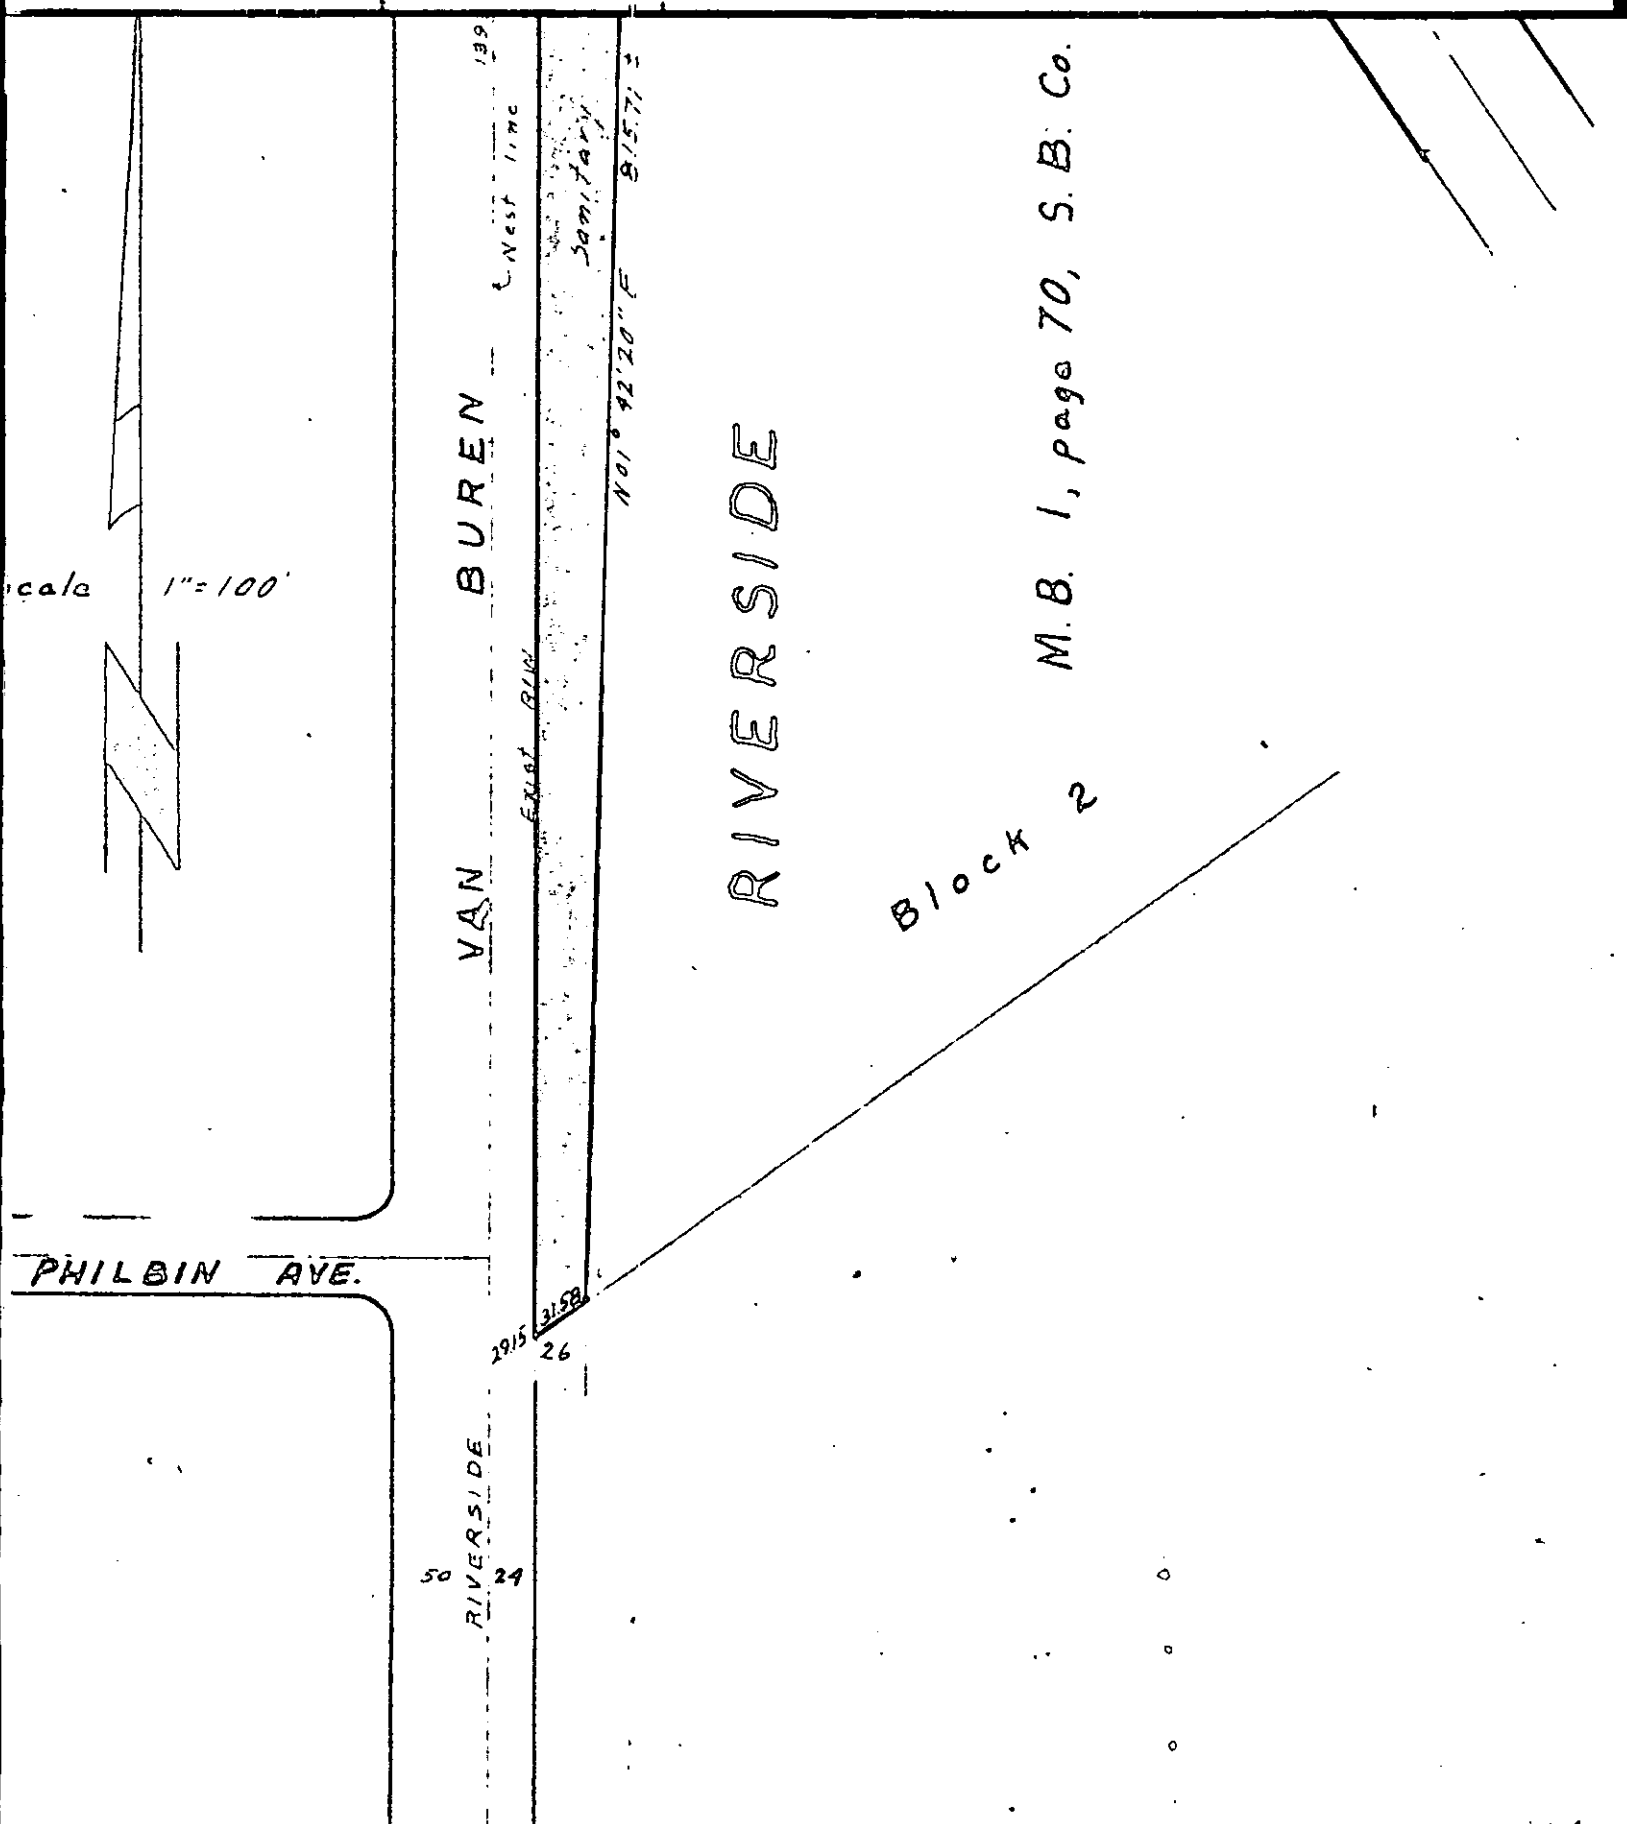 139
West line
Sanitary
815.71'±
N01°42'20"E
VAN BUREN
Exist R/W
RIVERSIDE
M.B. 1, page 70, S.B. Co.
Block 2
1"=100'
PHILBIN AVE.
31.58
29.15
26
RIVERSIDE
50
24